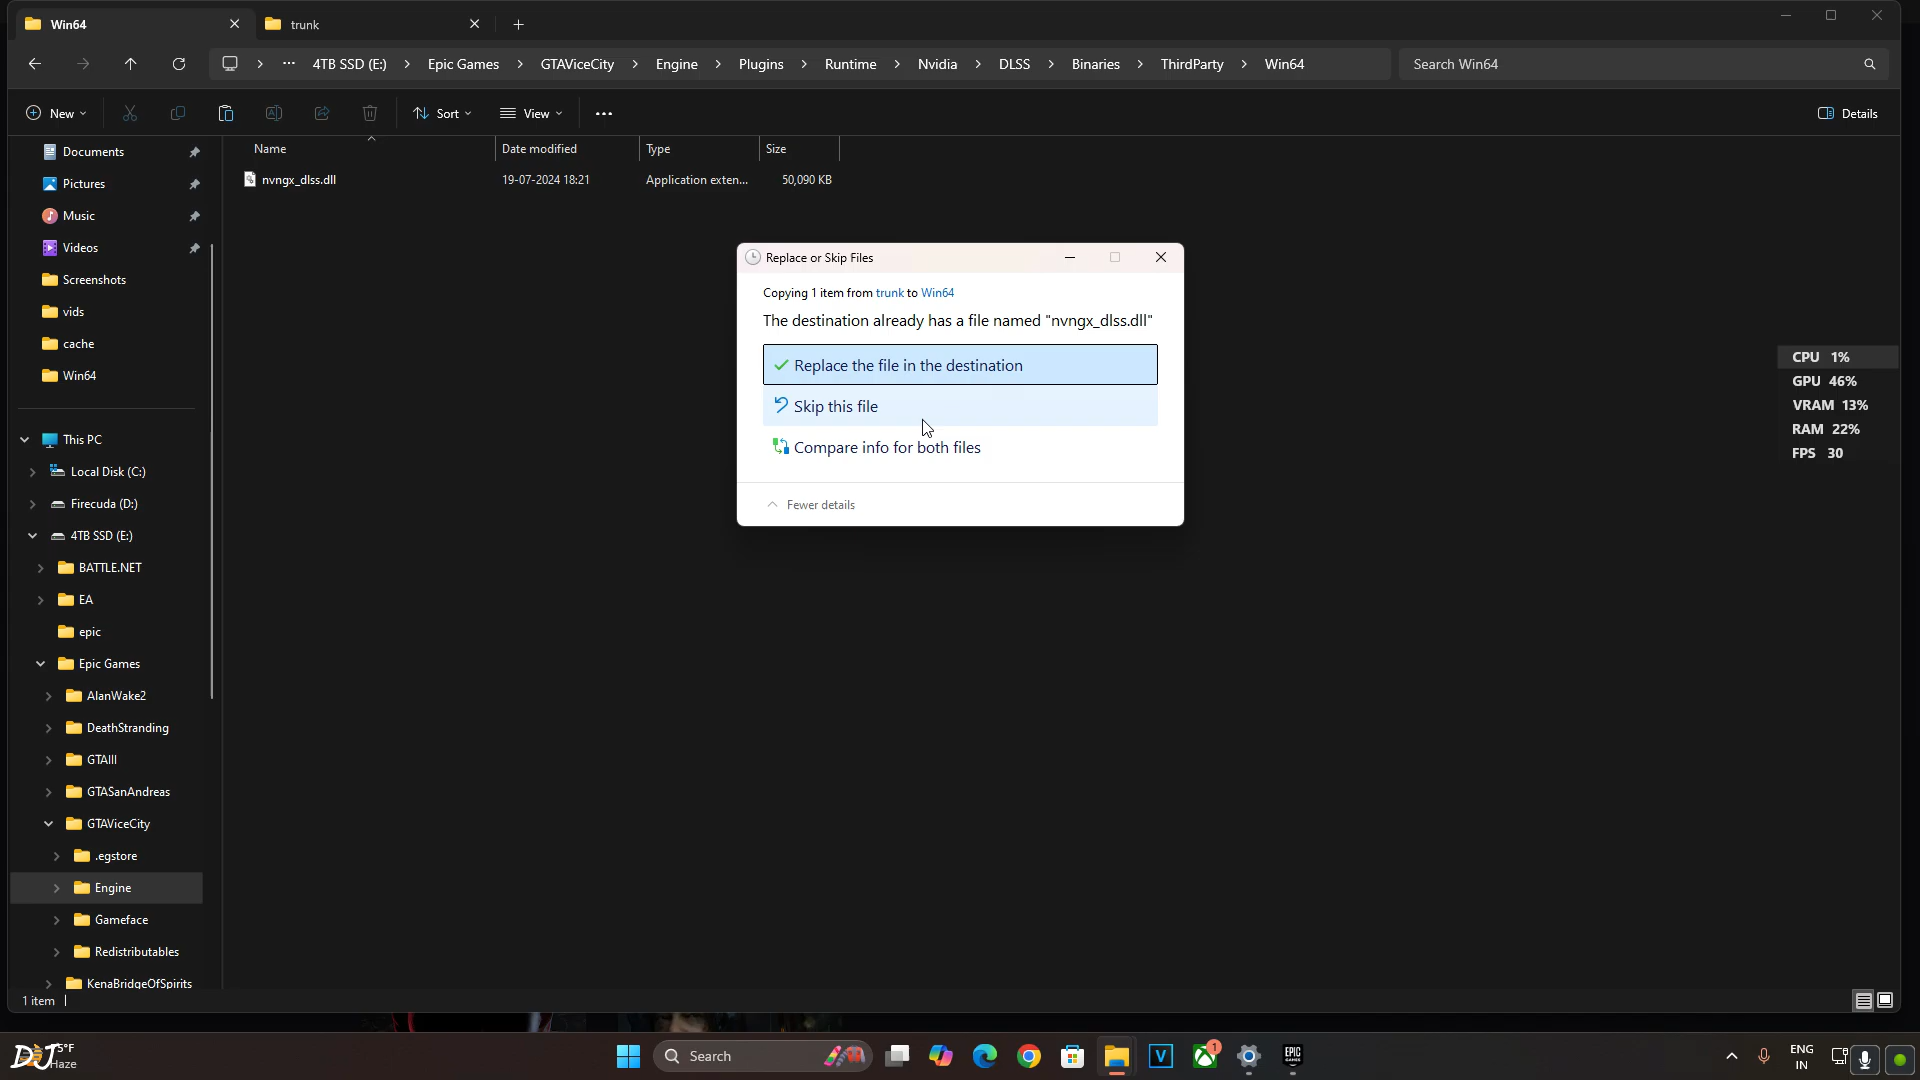 Win64
trunk
4TB SSD (E:) > Epic Games > GTAViceCity > Engine > Plugins > Runtime > Nvidia > DLSS > Binaries > ThirdParty > Win64
Search Win64
New
Sort
View
Details
Name
Date modified
Type
Size
nvngx_dlss.dll
19-07-2024 18:21
Application exten...
50,090 KB
Documents
Pictures
Music
Videos
Screenshots
vids
cache
Win64
This PC
Local Disk (C:)
Firecuda (D:)
4TB SSD (E:)
BATTLE.NET
EA
epic
Epic Games
AlanWake2
DeathStranding
GTAIII
GTASanAndreas
GTAViceCity
.egstore
Engine
Gameface
Redistributables
KenaBridgeOfSpirits
1 item
Replace or Skip Files
Copying 1 item from trunk to Win64
The destination already has a file named "nvngx_dlss.dll"
Replace the file in the destination
Skip this file
Compare info for both files
Fewer details
CPU 1%
GPU 46%
VRAM 13%
RAM 22%
FPS 30
DJT
5°F
Haze
Search
V
1
EPIC
GAMES
ENG
IN